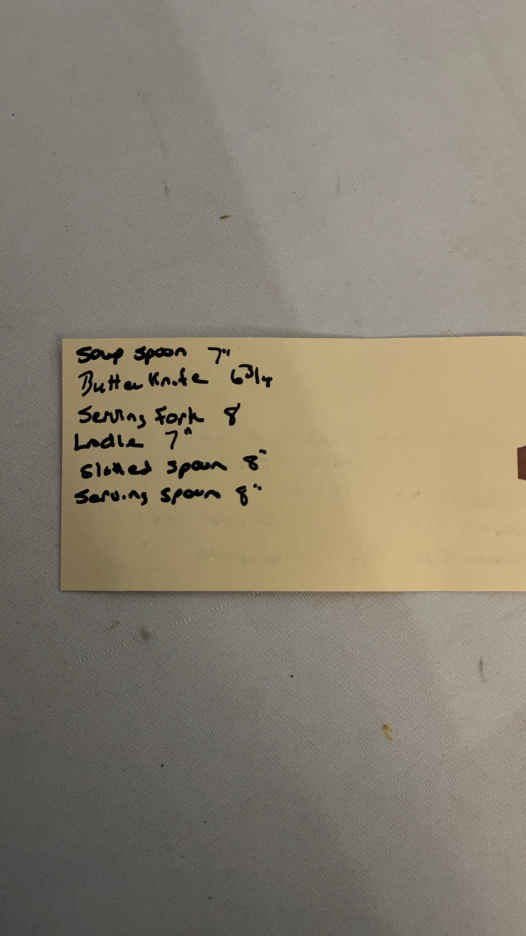 Soup spoon 7"
Butter Knife 6 3/4
Serving Fork 8'
Ladle 7"
Slotted spoon 8"
Serving spoon 8"